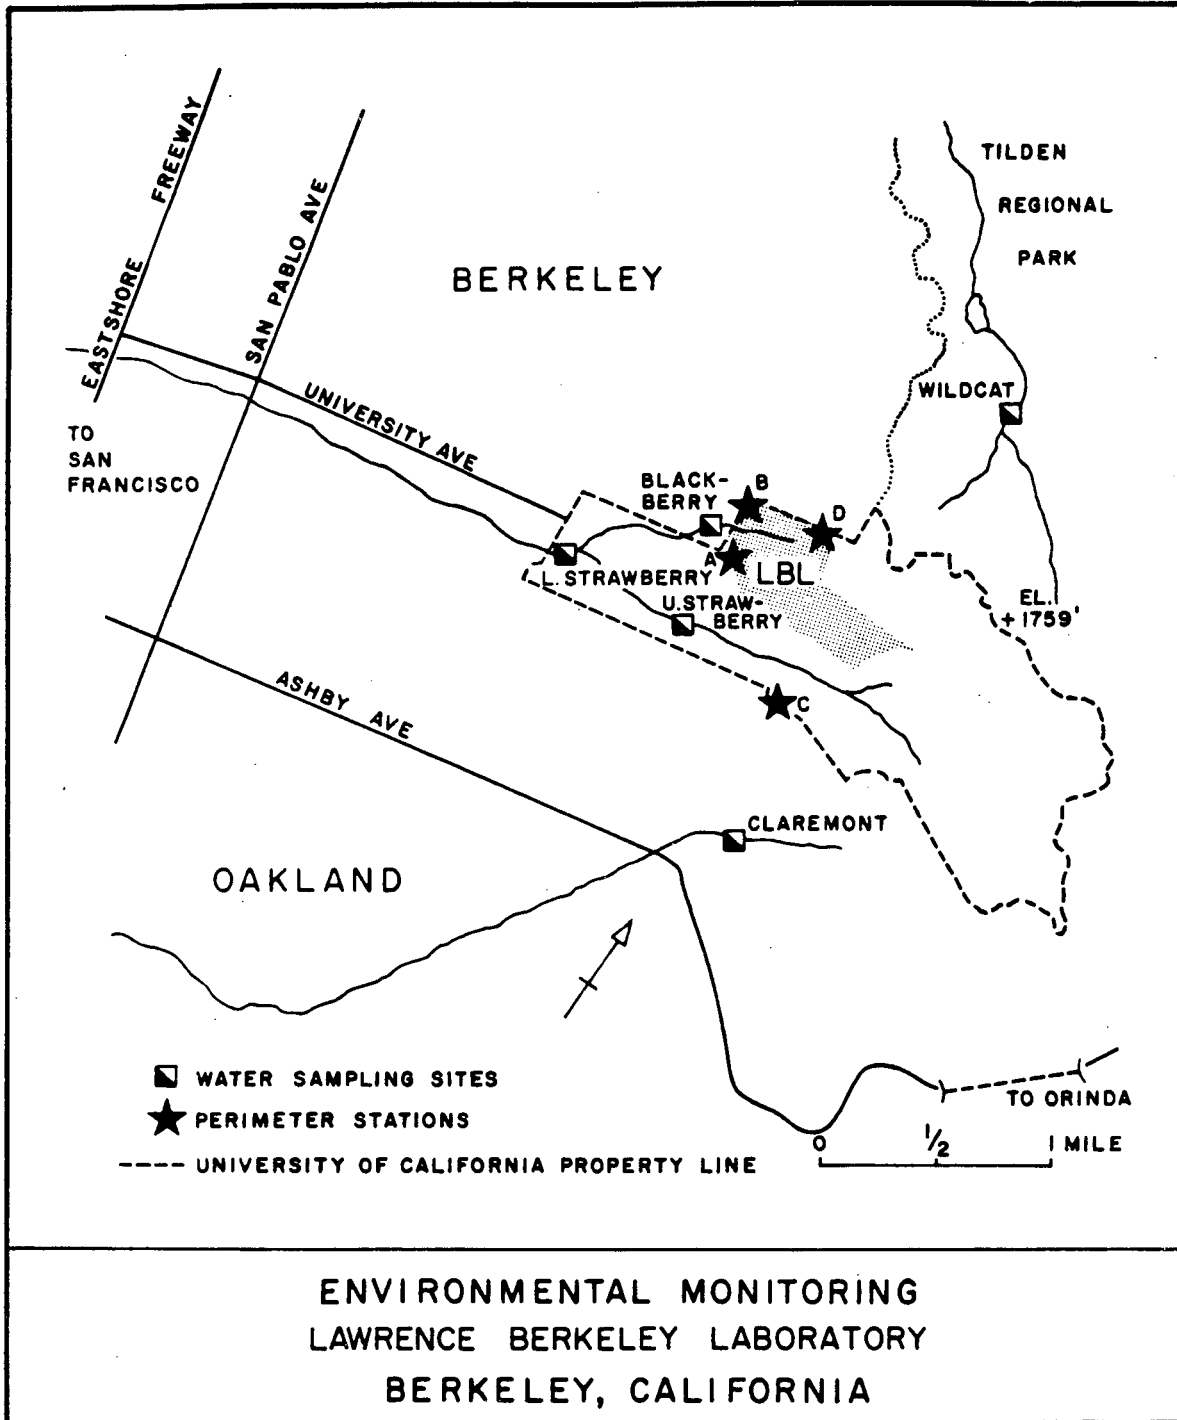 EASTSHORE FREEWAY
SAN PABLO AVE
BERKELEY
TILDEN
REGIONAL
PARK
UNIVERSITY AVE
TO
SAN
FRANCISCO
WILDCAT
BLACK-
BERRY
B
D
A
LBL
L. STRAWBERRY
U. STRAW-
BERRY
EL.
+ 1759'
C
ASHBY AVE
CLAREMONT
OAKLAND
WATER SAMPLING SITES
PERIMETER STATIONS
UNIVERSITY OF CALIFORNIA PROPERTY LINE
TO ORINDA
0 1/2 1 MILE
ENVIRONMENTAL MONITORING
LAWRENCE BERKELEY LABORATORY
BERKELEY, CALIFORNIA